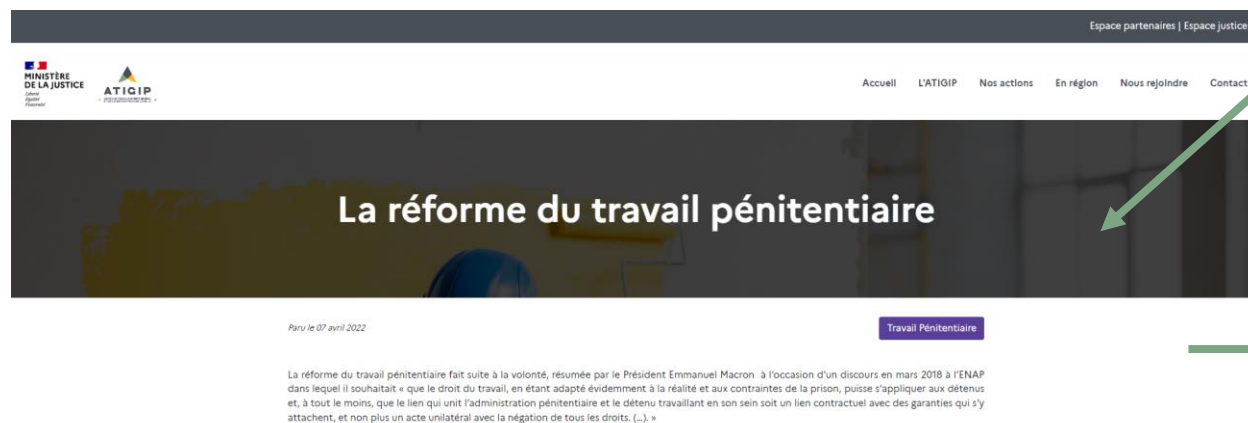 Espace partenaires | Espace justice
MINISTÈRE
DE LA JUSTICE
Liberté
Égalité
Fraternité
ATIGIP
Accueil L'ATIGIP Nos actions En région Nous rejoindre Contact
La réforme du travail pénitentiaire
Paru le 07 avril 2022
Travail Pénitentiaire
La réforme du travail pénitentiaire fait suite à la volonté, résumée par le Président Emmanuel Macron à l'occasion d'un discours en mars 2018 à l'ENAP
dans lequel il souhaitait « que le droit du travail, en étant adapté évidemment à la réalité et aux contraintes de la prison, puisse s'appliquer aux détenus
et, à tout le moins, que le lien qui unit l'administration pénitentiaire et le détenu travaillant en son sein soit un lien contractuel avec des garanties qui s'y
attachent, et non plus un acte unilatéral avec la négation de tous les droits. (...). »